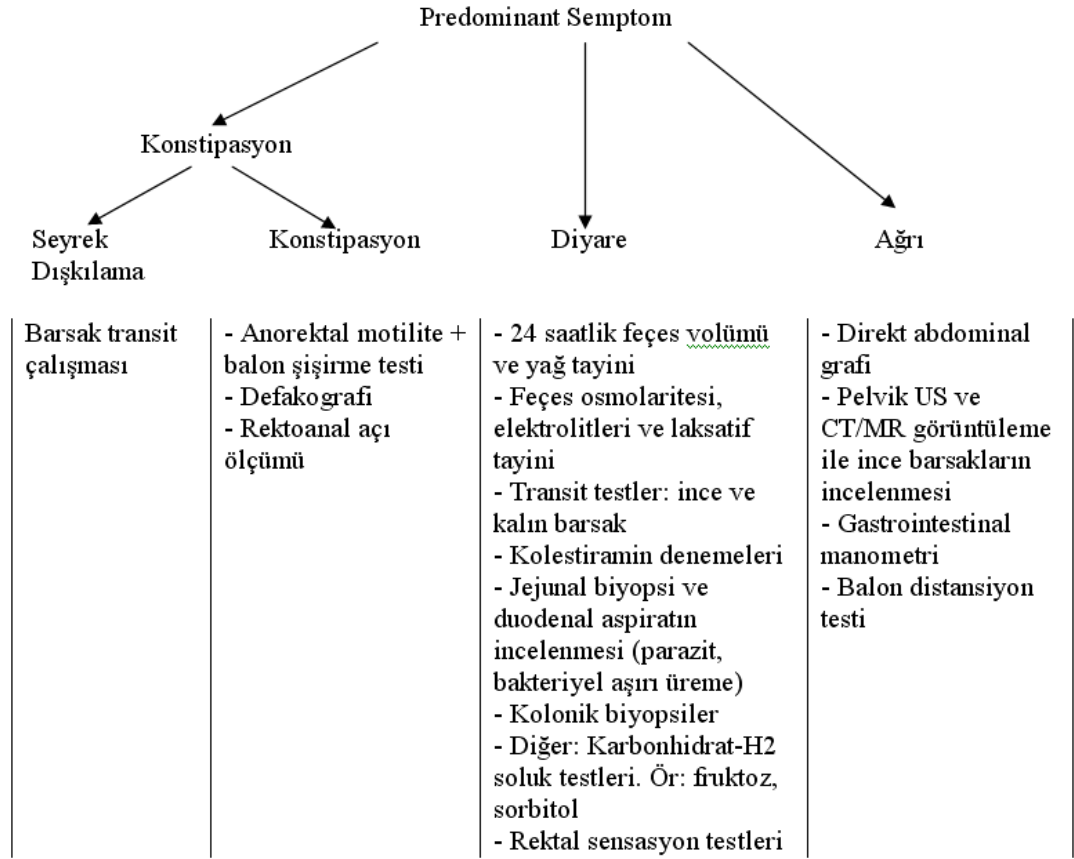 Predominant Semptom
Konstipasyon
Seyrek
Dışkılama
Konstipasyon
Diyare
Ağrı
Barsak transit
çalışması
- Anorektal motilite +
balon şişirme testi
- Defakografi
- Rektoanal açı
ölçümü
- 24 saatlik feçes volümü
ve yağ tayini
- Feçes osmolaritesi,
elektrolitleri ve laksatif
tayini
- Transit testler: ince ve
kalın barsak
- Kolestiramin denemeleri
- Jejunal biyopsi ve
duodenal aspiratın
incelenmesi (parazit,
bakteriyel aşırı üreme)
- Kolonik biyopsiler
- Diğer: Karbonhidrat-H2
soluk testleri. Ör: fruktoz,
sorbitol
- Rektal sensasyon testleri
- Direkt abdominal
grafi
- Pelvik US ve
CT/MR görüntüleme
ile ince barsakların
incelenmesi
- Gastrointestinal
manometri
- Balon distansiyon
testi